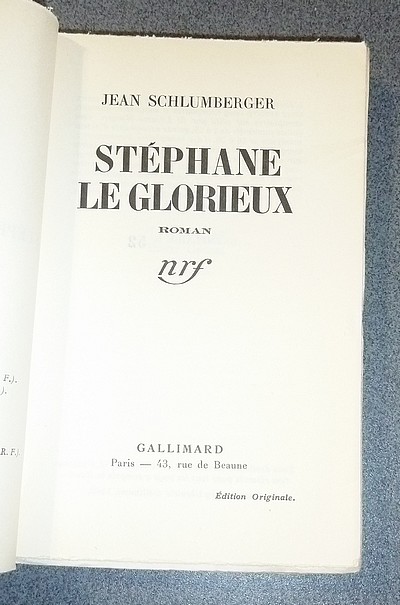 JEAN SCHLUMBERGER
STÉPHANE
LE GLORIEUX
ROMAN
nrf
F.).
).
R. F.)
GALLIMARD
Paris — 43, rue de Beaune
Édition Originale.